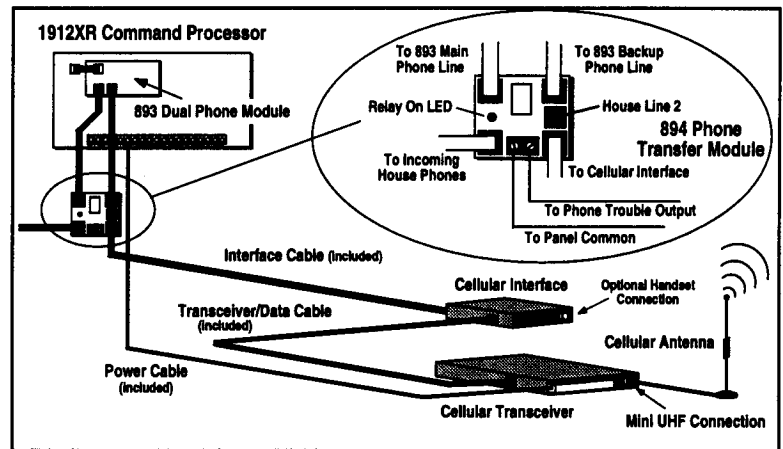 1912XR Command Processor
893 Dual Phone Module
To 893 Main
Phone Line
To 893 Backup
Phone Line
Relay On LED
House Line 2
894 Phone
Transfer Module
To Incoming
House Phones
To Cellular Interface
To Phone Trouble Output
To Panel Common
Interface Cable (included)
Cellular Interface
Optional Handset
Connection
Transceiver/Data Cable
(included)
Cellular Antenna
Power Cable
(included)
Cellular Transceiver
Mini UHF Connection